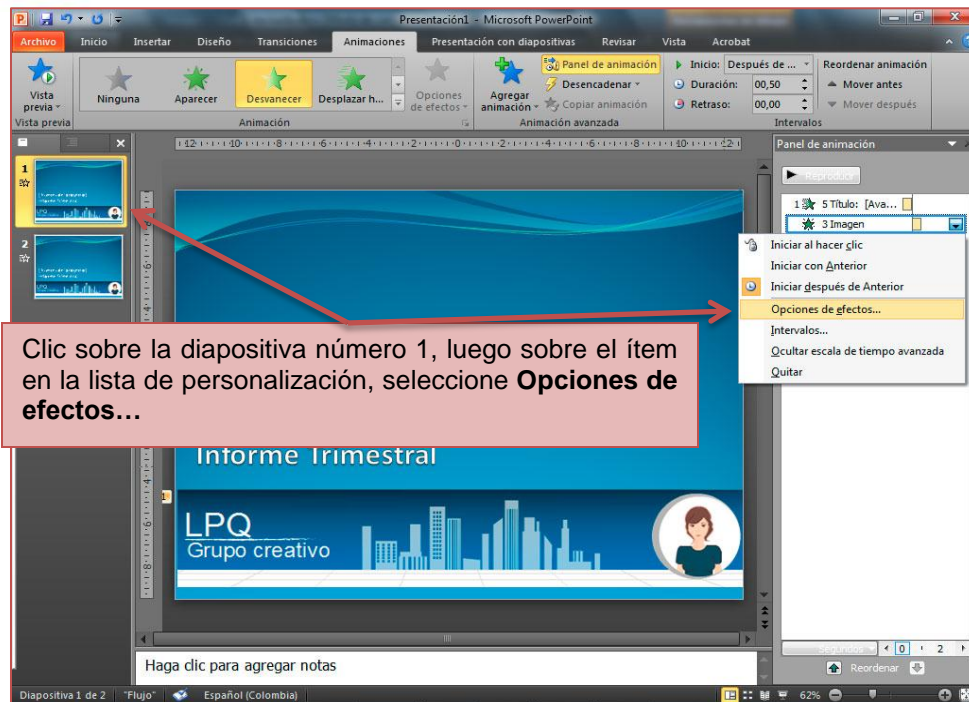 Presentación1 - Microsoft PowerPoint
Archivo Inicio Insertar Diseño Transiciones Animaciones Presentación con diapositivas Revisar Vista Acrobat
Vista previa
Ninguna
Aparecer
Desvanecer
Desplazar h...
Opciones de efectos
Agregar animación
Panel de animación
Desencadenar
Copiar animación
Inicio: Después de ...
Duración: 00,50
Retraso: 00,00
Reordenar animación
Mover antes
Mover después
Vista previa
Animación
Animación avanzada
Intervalos
Panel de animación
Reproducir
1 5 Título: [Ava...
3 Imagen
Iniciar al hacer clic
Iniciar con Anterior
Iniciar después de Anterior
Opciones de efectos...
Intervalos...
Ocultar escala de tiempo avanzada
Quitar
1
2
Clic sobre la diapositiva número 1, luego sobre el ítem
en la lista de personalización, seleccione Opciones de
efectos…
Informe Trimestral
1
LPQ
Grupo creativo
Haga clic para agregar notas
Segundos 0 2
Reordenar
Diapositiva 1 de 2 "Flujo" Español (Colombia) 62%